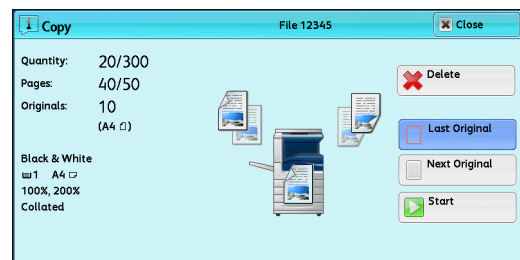 Copy
File 12345
Close
Quantity: 20/300
Pages: 40/50
Originals: 10
(A4)
Delete
Last Original
Next Original
Start
Black & White
1 A4
100%, 200%
Collated